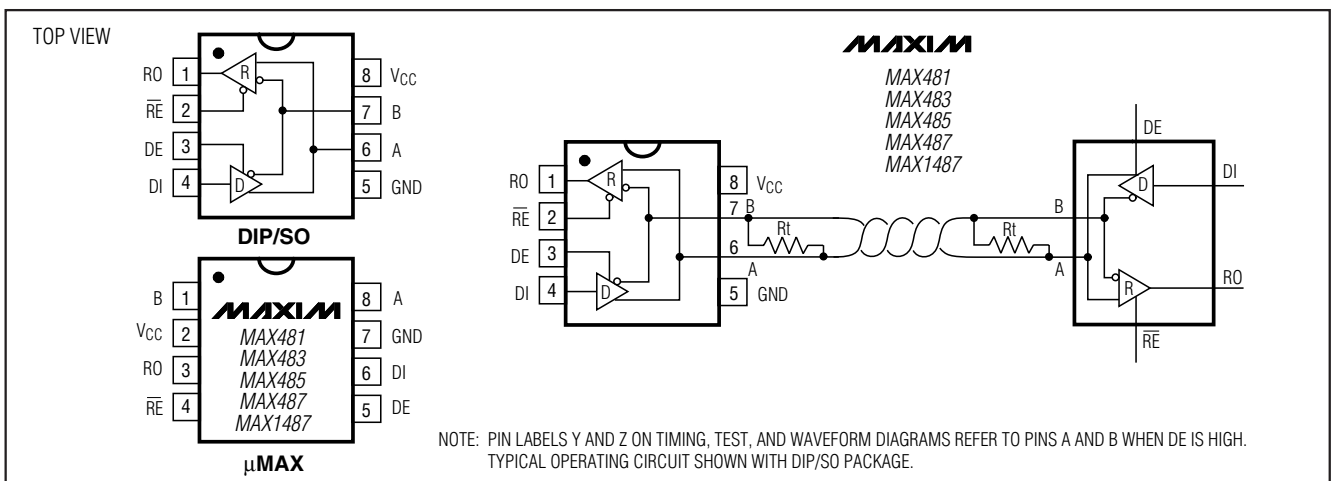 TOP VIEW
RO 1
R̅E̅ 2
DE 3
DI 4
8 VCC
7 B
6 A
5 GND
R
D
DIP/SO
B 1
VCC 2
RO 3
R̅E̅ 4
8 A
7 GND
6 DI
5 DE
MAXIM
MAX481
MAX483
MAX485
MAX487
MAX1487
µMAX
MAXIM
MAX481
MAX483
MAX485
MAX487
MAX1487
RO 1
R̅E̅ 2
DE 3
DI 4
R
D
8 VCC
7 B
6
A
5 GND
Rt
Rt
B
A
DE
D
DI
R
RO
R̅E̅
NOTE: PIN LABELS Y AND Z ON TIMING, TEST, AND WAVEFORM DIAGRAMS REFER TO PINS A AND B WHEN DE IS HIGH.
TYPICAL OPERATING CIRCUIT SHOWN WITH DIP/SO PACKAGE.